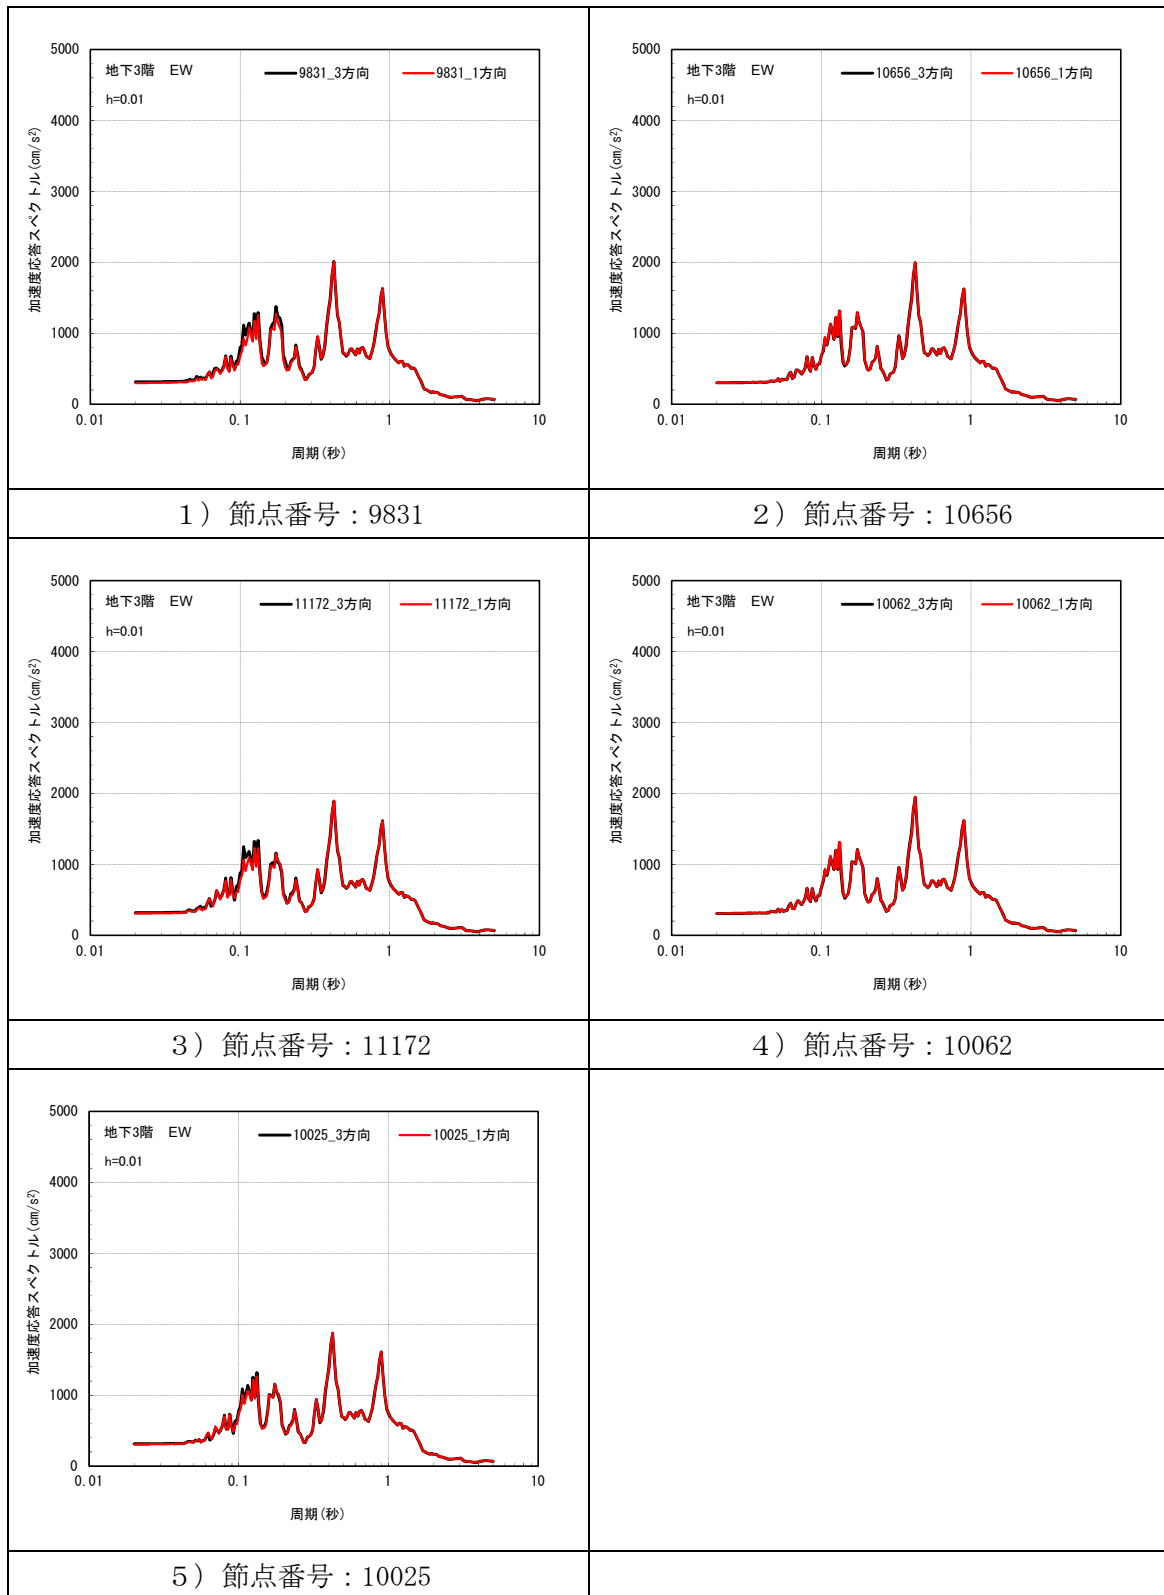 5000
4000
3000
2000
1000
0
加速度応答スペクトル(cm/s²)
地下3階 EW
h=0.01
9831_3方向
9831_1方向
0.01
0.1
1
10
周期(秒)
1) 節点番号:9831
5000
4000
3000
2000
1000
0
加速度応答スペクトル(cm/s²)
地下3階 EW
h=0.01
10656_3方向
10656_1方向
0.01
0.1
1
10
周期(秒)
2) 節点番号:10656
5000
4000
3000
2000
1000
0
加速度応答スペクトル(cm/s²)
地下3階 EW
h=0.01
11172_3方向
11172_1方向
0.01
0.1
1
10
周期(秒)
3) 節点番号:11172
5000
4000
3000
2000
1000
0
加速度応答スペクトル(cm/s²)
地下3階 EW
h=0.01
10062_3方向
10062_1方向
0.01
0.1
1
10
周期(秒)
4) 節点番号:10062
5000
4000
3000
2000
1000
0
加速度応答スペクトル(cm/s²)
地下3階 EW
h=0.01
10025_3方向
10025_1方向
0.01
0.1
1
10
周期(秒)
5) 節点番号:10025